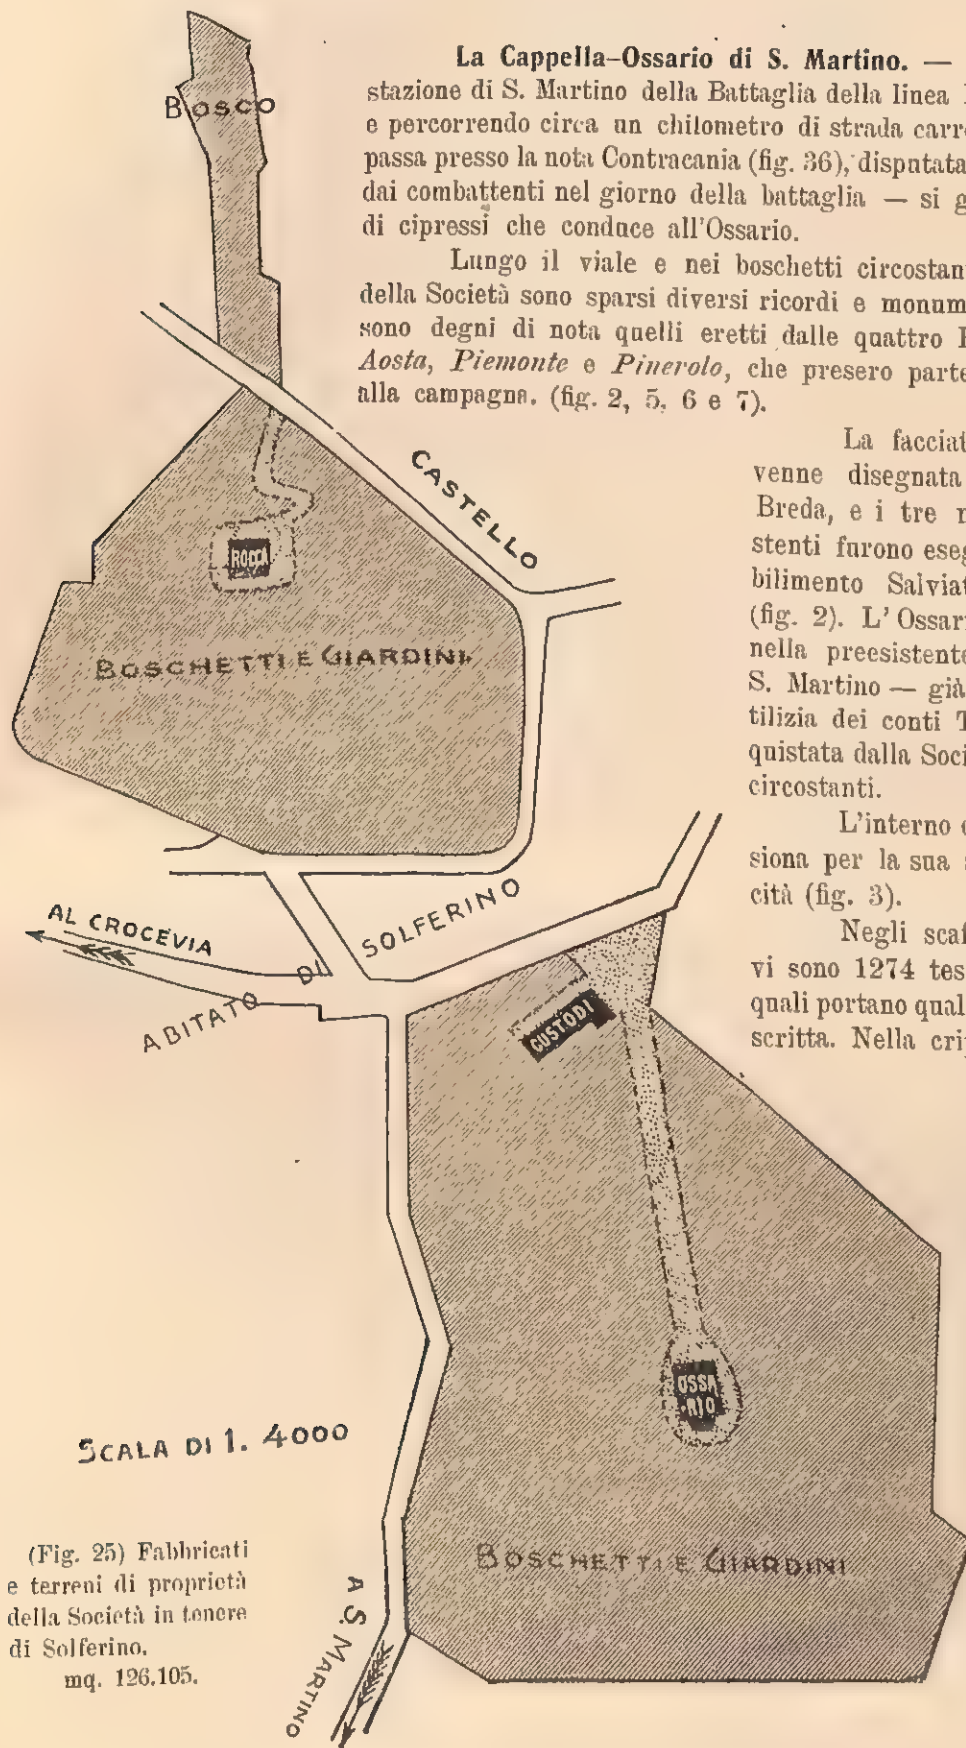 La Cappella-Ossario di S. Martino. —
stazione di S. Martino della Battaglia della linea
e percorrendo circa un chilometro di strada carr
passa presso la nota Contracania (fig. 36), disputata
dai combattenti nel giorno della battaglia — si g
di cipressi che conduce all'Ossario.
Lungo il viale e nei boschetti circostan
della Società sono sparsi diversi ricordi e monum
sono degni di nota quelli eretti dalle quattro
Aosta, Piemonte e Pinerolo, che presero parte
alla campagna. (fig. 2, 5, 6 e 7).
La facciat
venne disegnata
Breda, e i tre
stenti furono eseg
bilimento Salviat
(fig. 2). L'Ossari
nella preesistente
S. Martino — già
tilizia dei conti T
quistata dalla Soci
circostanti.
L'interno
siona per la sua
cità (fig. 3).
Negli scaf
vi sono 1274 tes
quali portano qual
scritta. Nella cri
BOSCO
CASTELLO
ROCCA
BOSCHETTI E GIARDINI.
AL CROCEVIA
ABITATO DI SOLFERINO
CUSTODI
OSSA
RIO
SCALA DI 1. 4000
BOSCHETTI E GIARDINI
A S. MARTINO
(Fig. 25) Fabbricati
e terreni di proprietà
della Società in tenere
di Solferino.
mq. 126.105.